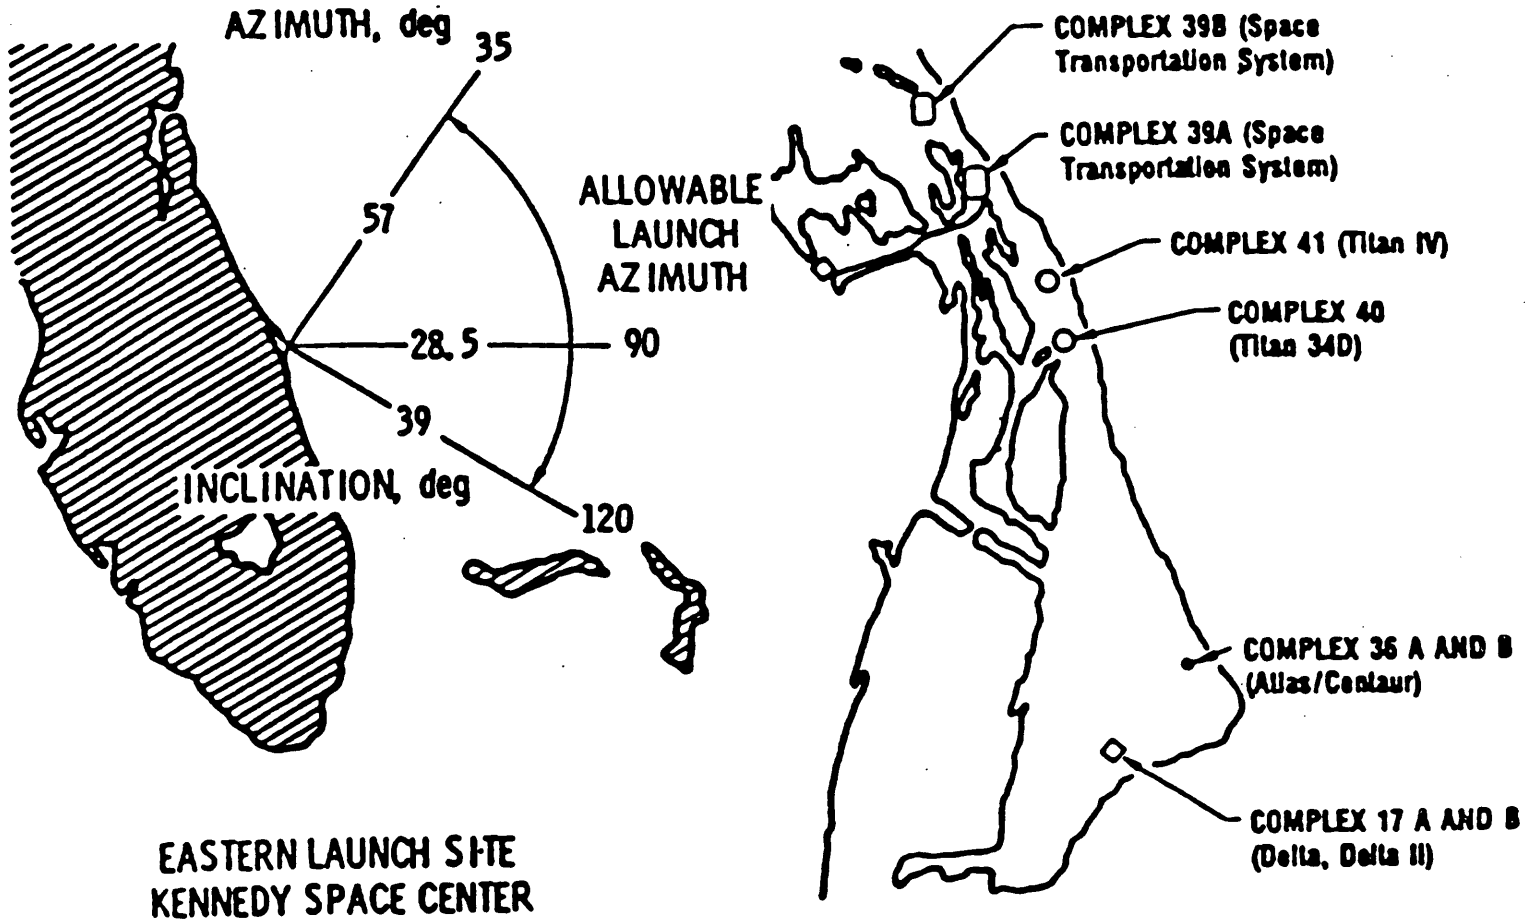 AZIMUTH, deg
35
57
ALLOWABLE
LAUNCH
AZIMUTH
28.5
90
39
INCLINATION, deg
120
EASTERN LAUNCH SITE
KENNEDY SPACE CENTER
COMPLEX 39B (Space
Transportation System)
COMPLEX 39A (Space
Transportation System)
COMPLEX 41 (Titan IV)
COMPLEX 40
(Titan 34D)
COMPLEX 36 A AND B
(Atlas/Centaur)
COMPLEX 17 A AND B
(Delta, Delta II)